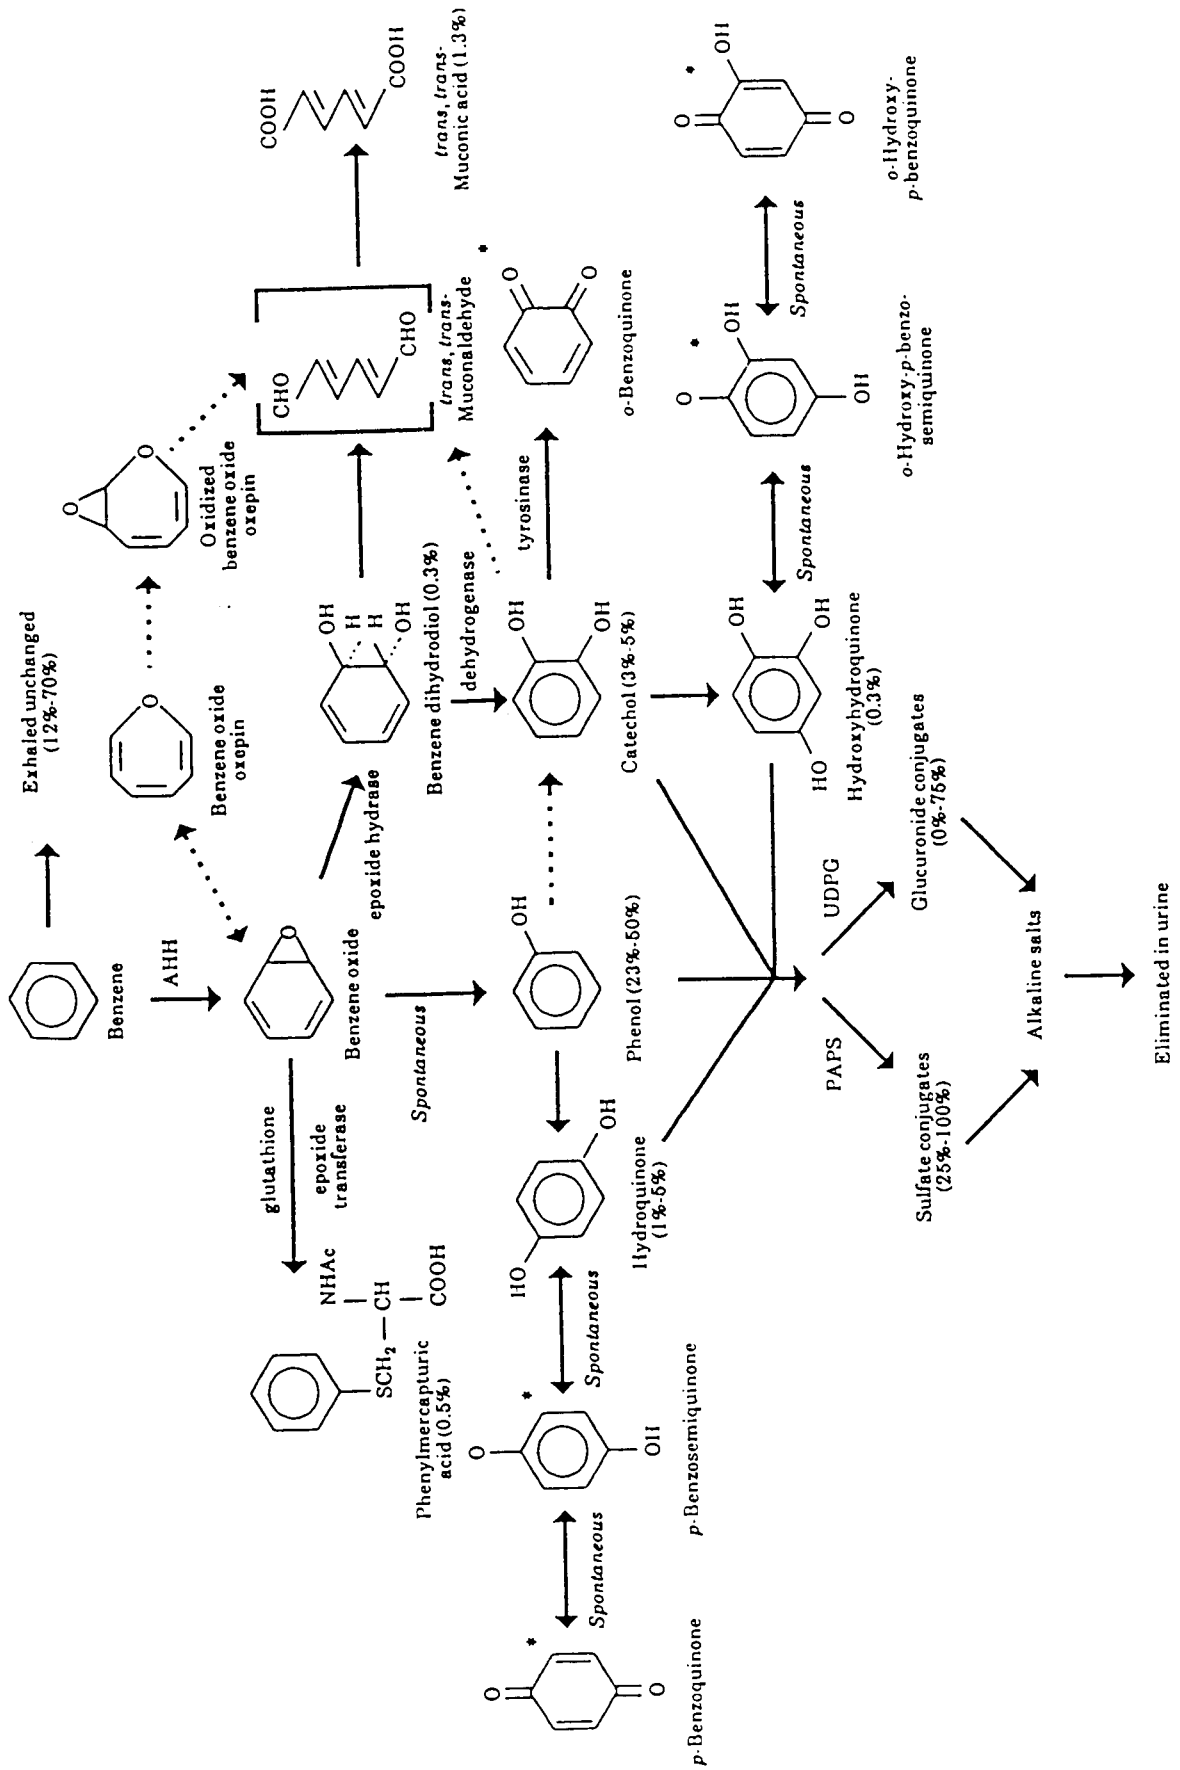 Exhaled unchanged
(12%-70%)
Benzene
AHH
O
Benzene oxide
oxepin
O
O
Oxidized
benzene oxide
oxepin
O
Benzene oxide
glutathione
epoxide
transferase
NHAc
CH
COOH
SCH2
Phenylmercapturic
acid (0.5%)
epoxide hydrase
OH
H
H
OH
Benzene dihydrodiol (0.3%)
CHO
CHO
trans, trans-
Muconaldehyde
COOH
COOH
trans, trans-
Muconic acid (1.3%)
Spontaneous
dehydrogenase
O
O
*
p-Benzoquinone
Spontaneous
O
*
OH
p-Benzosemiquinone
Spontaneous
HO
OH
Hydroquinone
(1%-5%)
OH
Phenol (23%-50%)
OH
OH
Catechol (3%-5%)
tyrosinase
O
O
*
o-Benzoquinone
OH
OH
HO
Hydroxyhydroquinone
(0.3%)
Spontaneous
O
*
OH
OH
o-Hydroxy-p-benzo-
semiquinone
Spontaneous
O
*
OH
O
o-Hydroxy-
p-benzoquinone
PAPS
UDPG
Sulfate conjugates
(25%-100%)
Glucuronide conjugates
(0%-75%)
Alkaline salts
Eliminated in urine